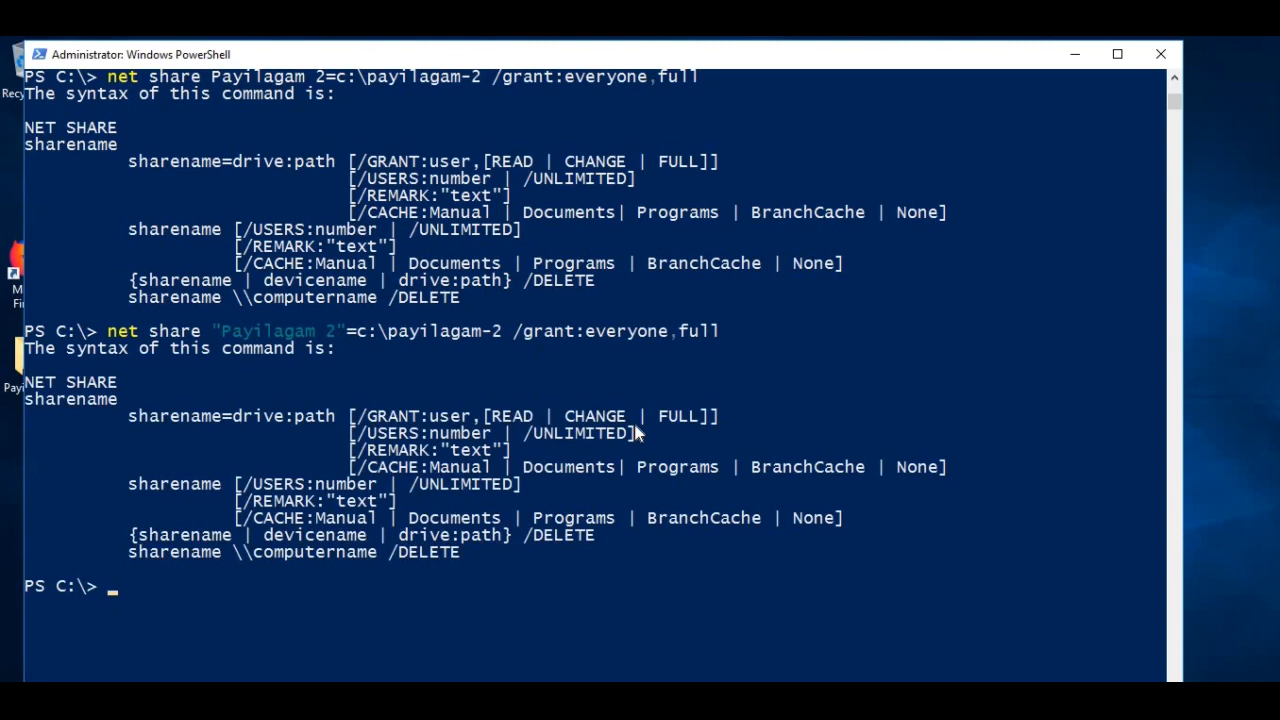 Administrator: Windows PowerShell
PS C:\> net share Payilagam 2=c:\payilagam-2 /grant:everyone,full
The syntax of this command is:
NET SHARE
sharename
sharename=drive:path [/GRANT:user,[READ | CHANGE | FULL]]
[/USERS:number | /UNLIMITED]
[/REMARK:"text"]
[/CACHE:Manual | Documents| Programs | BranchCache | None]
sharename [/USERS:number | /UNLIMITED]
[/REMARK:"text"]
[/CACHE:Manual | Documents | Programs | BranchCache | None]
{sharename | devicename | drive:path} /DELETE
sharename \\computername /DELETE
PS C:\> net share "Payilagam 2"=c:\payilagam-2 /grant:everyone,full
The syntax of this command is:
NET SHARE
sharename
sharename=drive:path [/GRANT:user,[READ | CHANGE | FULL]]
[/USERS:number | /UNLIMITED]
[/REMARK:"text"]
[/CACHE:Manual | Documents| Programs | BranchCache | None]
sharename [/USERS:number | /UNLIMITED]
[/REMARK:"text"]
[/CACHE:Manual | Documents | Programs | BranchCache | None]
{sharename | devicename | drive:path} /DELETE
sharename \\computername /DELETE
PS C:\>
Recy
M
Fir
Payi